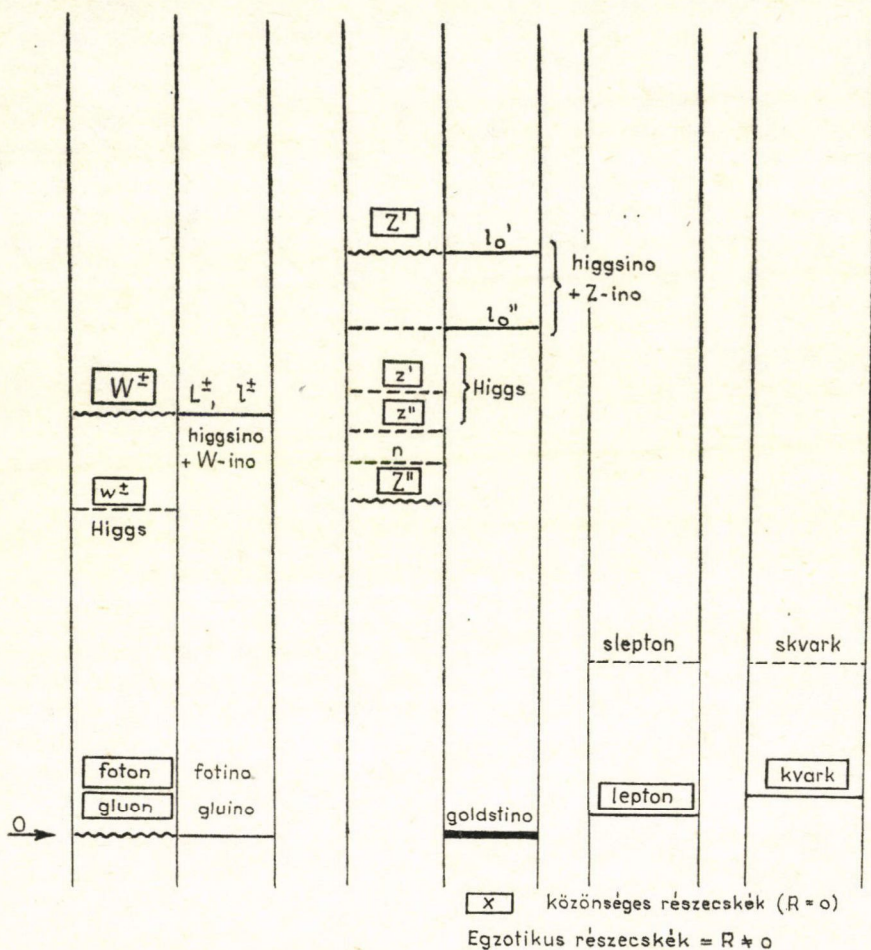 Z'
l₀'
higgsino
+ Z-ino
l₀"
W±
L±, l±
z'
Higgs
z"
higgsino
+ W-ino
n
Z"
w±
Higgs
slepton
skvark
foton
fotino
kvark
gluon
gluino
lepton
goldstino
0
x közönséges részecskék (R = 0)
Egzotikus részecskék = R ≠ 0